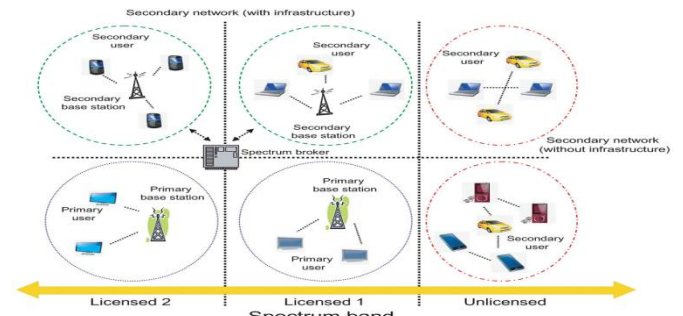 Secondary network (with infrastructure)
Secondary
user
Secondary
base station
Secondary
user
Secondary
base station
Secondary
user
Secondary network
(without infrastructure)
Spectrum broker
Primary
base station
Primary
user
Primary
base station
Primary
user
Secondary
user
Licensed 2
Licensed 1
Unlicensed
Spectrum band